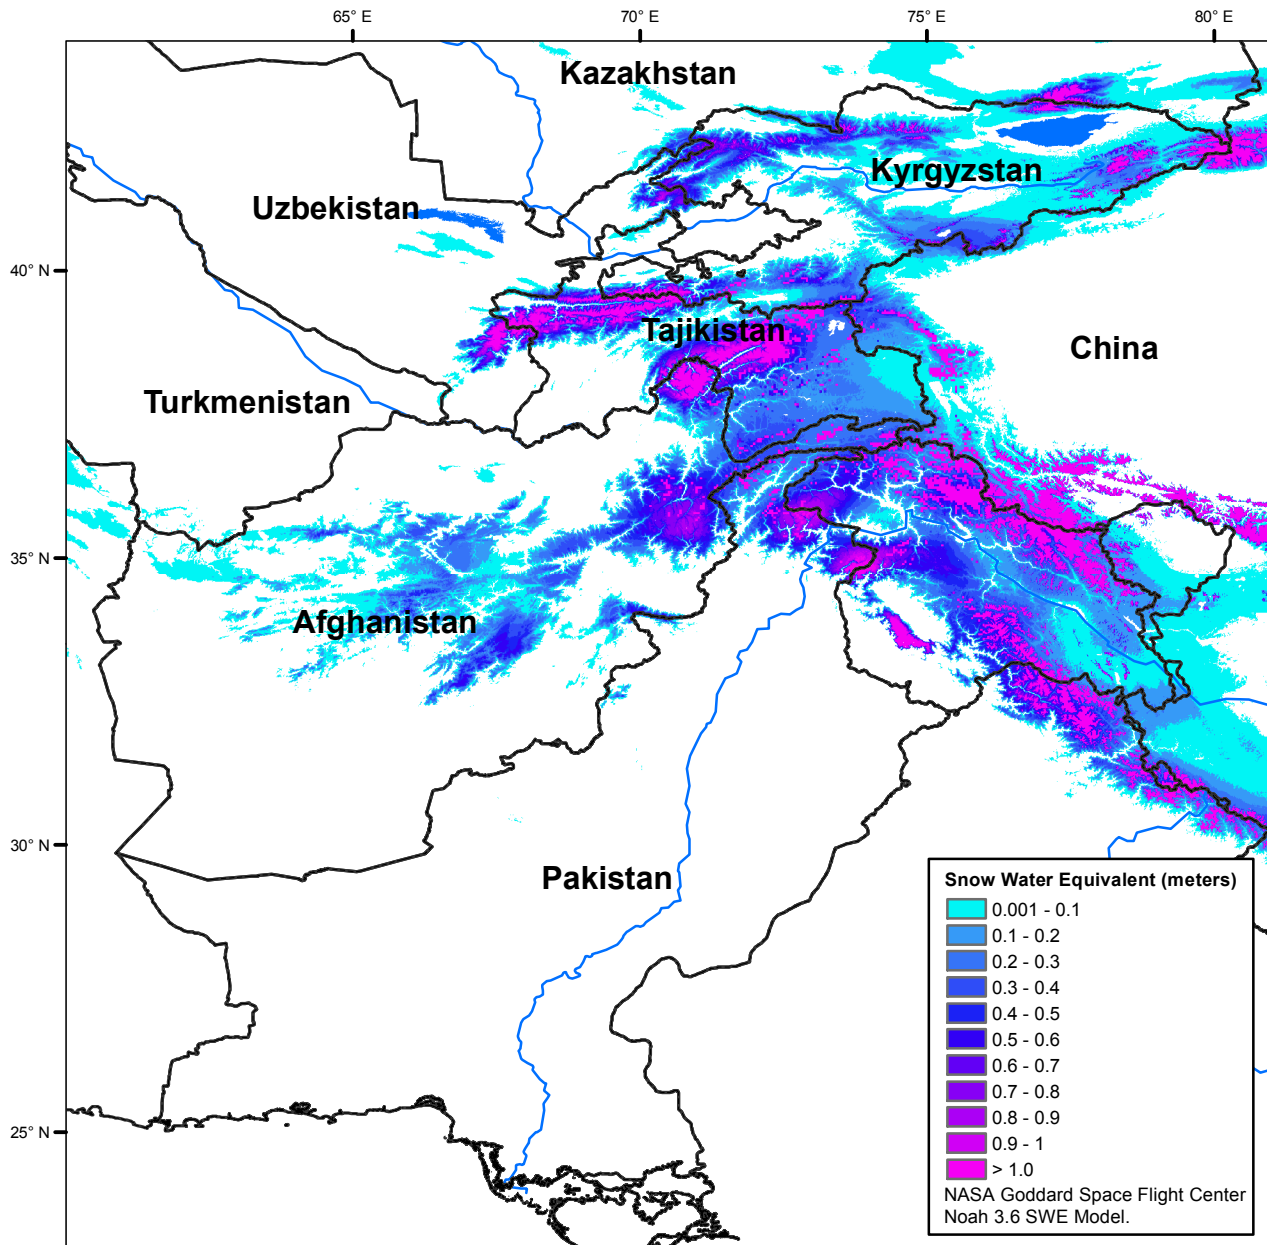 65° E
70° E
75° E
80° E
Kazakhstan
Kyrgyzstan
Uzbekistan
40° N
Tajikistan
China
Turkmenistan
35° N
Afghanistan
30° N
Pakistan
25° N
Snow Water Equivalent (meters)
0.001 - 0.1
0.1 - 0.2
0.2 - 0.3
0.3 - 0.4
0.4 - 0.5
0.5 - 0.6
0.6 - 0.7
0.7 - 0.8
0.8 - 0.9
0.9 - 1
> 1.0
NASA Goddard Space Flight Center
Noah 3.6 SWE Model.